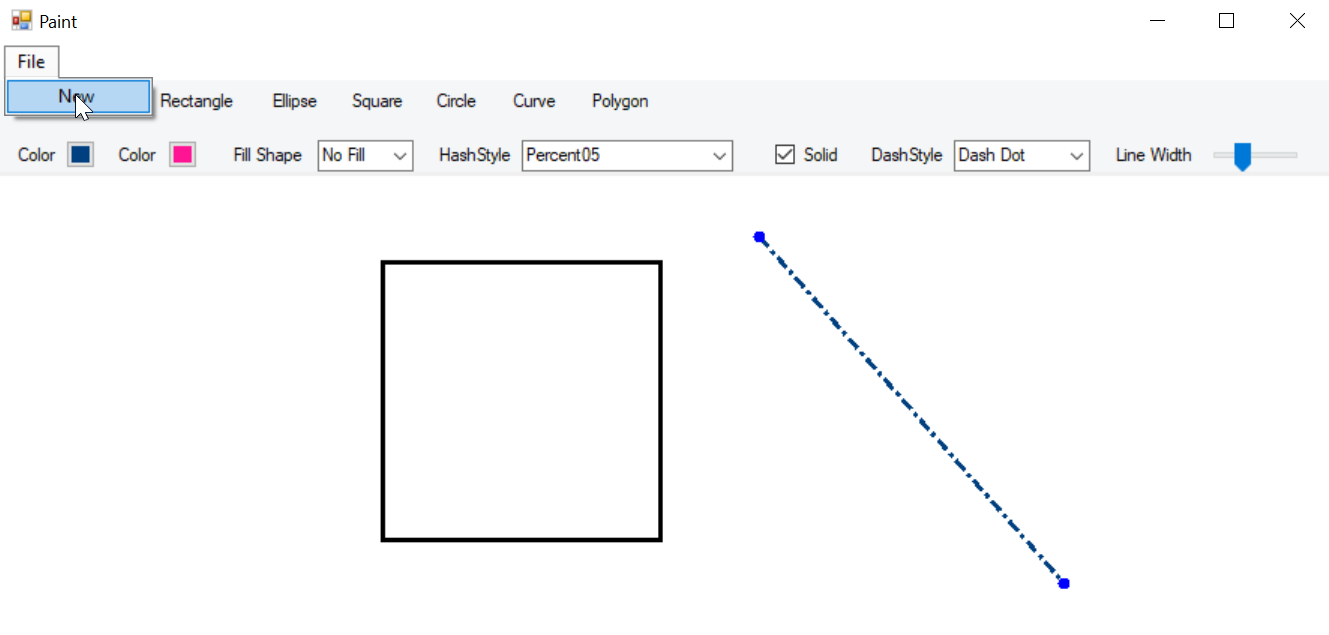 Paint
File
New
Rectangle Ellipse Square Circle Curve Polygon
Color Color Fill Shape No Fill HashStyle Percent05 Solid DashStyle Dash Dot Line Width